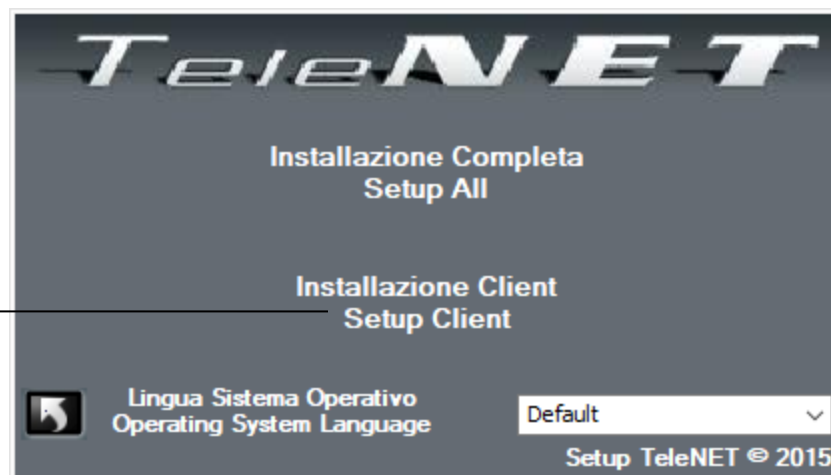 TeleNET
Installazione Completa
Setup All
Installazione Client
Setup Client
Lingua Sistema Operativo
Operating System Language
Default
Setup TeleNET © 2015